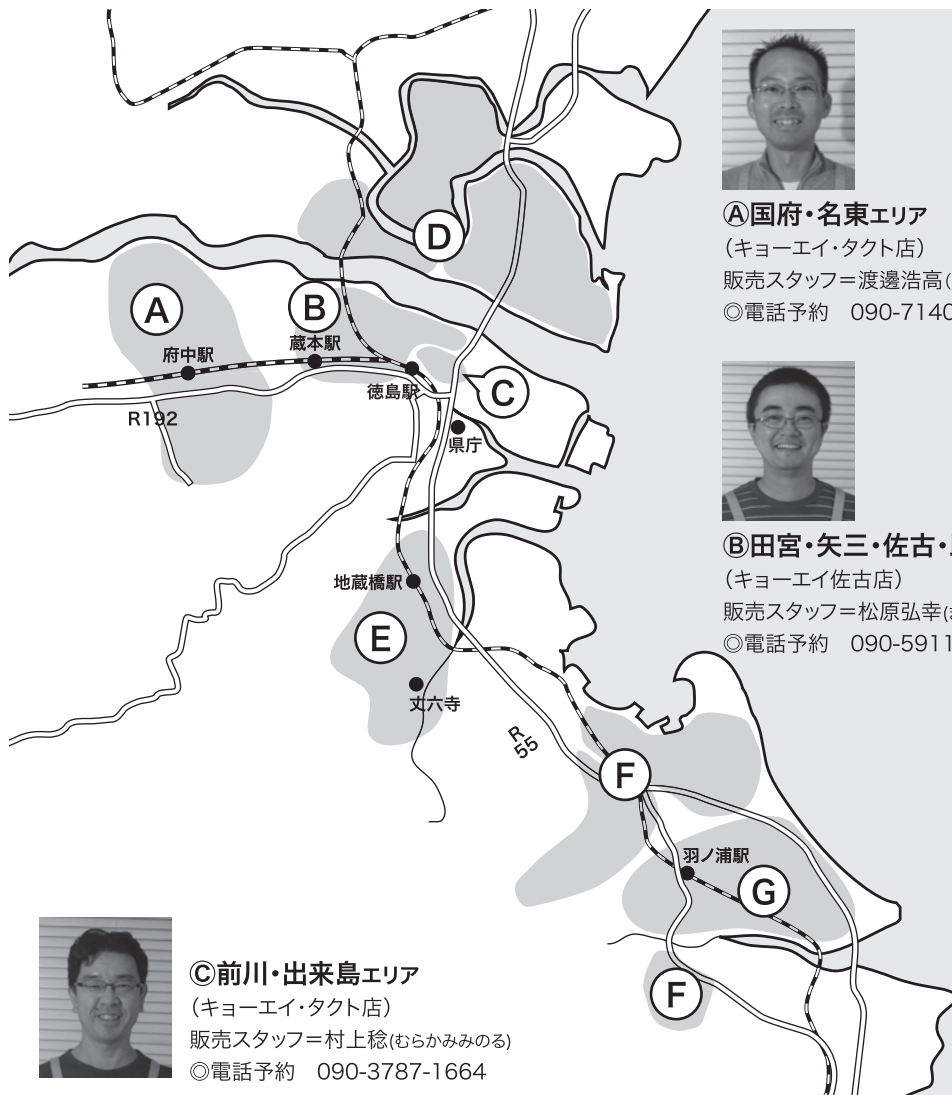 D
A
B
府中駅
蔵本駅
徳島駅
C
R192
県庁
地蔵橋駅
E
丈六寺
R
55
F
羽ノ浦駅
G
F
Ⓐ国府・名東エリア
（キョーエイ・タクト店）
販売スタッフ＝渡邊浩高(
◎電話予約　090-7140
Ⓑ田宮・矢三・佐古・
（キョーエイ佐古店）
販売スタッフ＝松原弘幸(
◎電話予約　090-5911
Ⓒ前川・出来島エリア
（キョーエイ・タクト店）
販売スタッフ＝村上稔(むらかみみのる)
◎電話予約　090-3787-1664